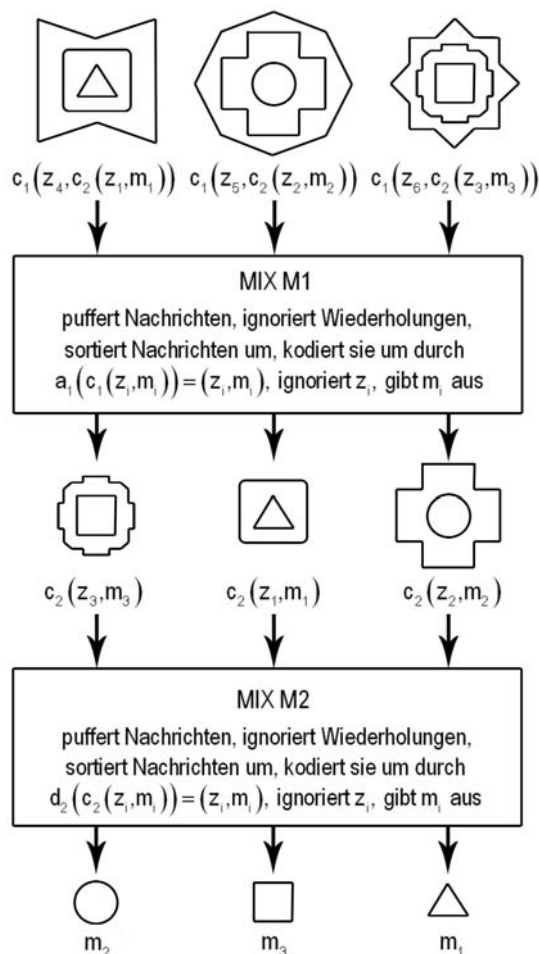 c₁(z₄,c₂(z₁,m₁)) c₁(z₅,c₂(z₂,m₂)) c₁(z₆,c₂(z₃,m₃))
MIX M1
puffert Nachrichten, ignoriert Wiederholungen,
sortiert Nachrichten um, kodiert sie um durch
a₁(c₁(zᵢ,mᵢ))=(zᵢ,mᵢ), ignoriert zᵢ, gibt mᵢ aus
c₂(z₃,m₃) c₂(z₁,m₁) c₂(z₂,m₂)
MIX M2
puffert Nachrichten, ignoriert Wiederholungen,
sortiert Nachrichten um, kodiert sie um durch
d₂(c₂(zᵢ,mᵢ))=(zᵢ,mᵢ), ignoriert zᵢ, gibt mᵢ aus
m₂ m₃ m₁